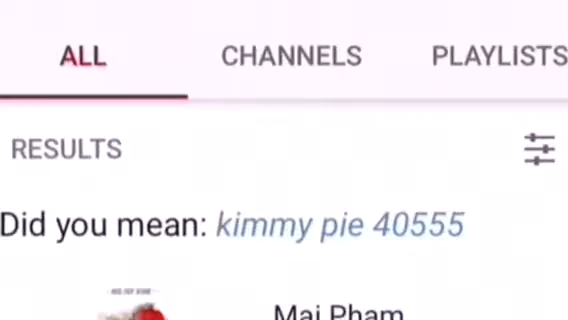 ALL CHANNELS PLAYLISTS
RESULTS
Did you mean: kimmy pie 40555
Mai Pham